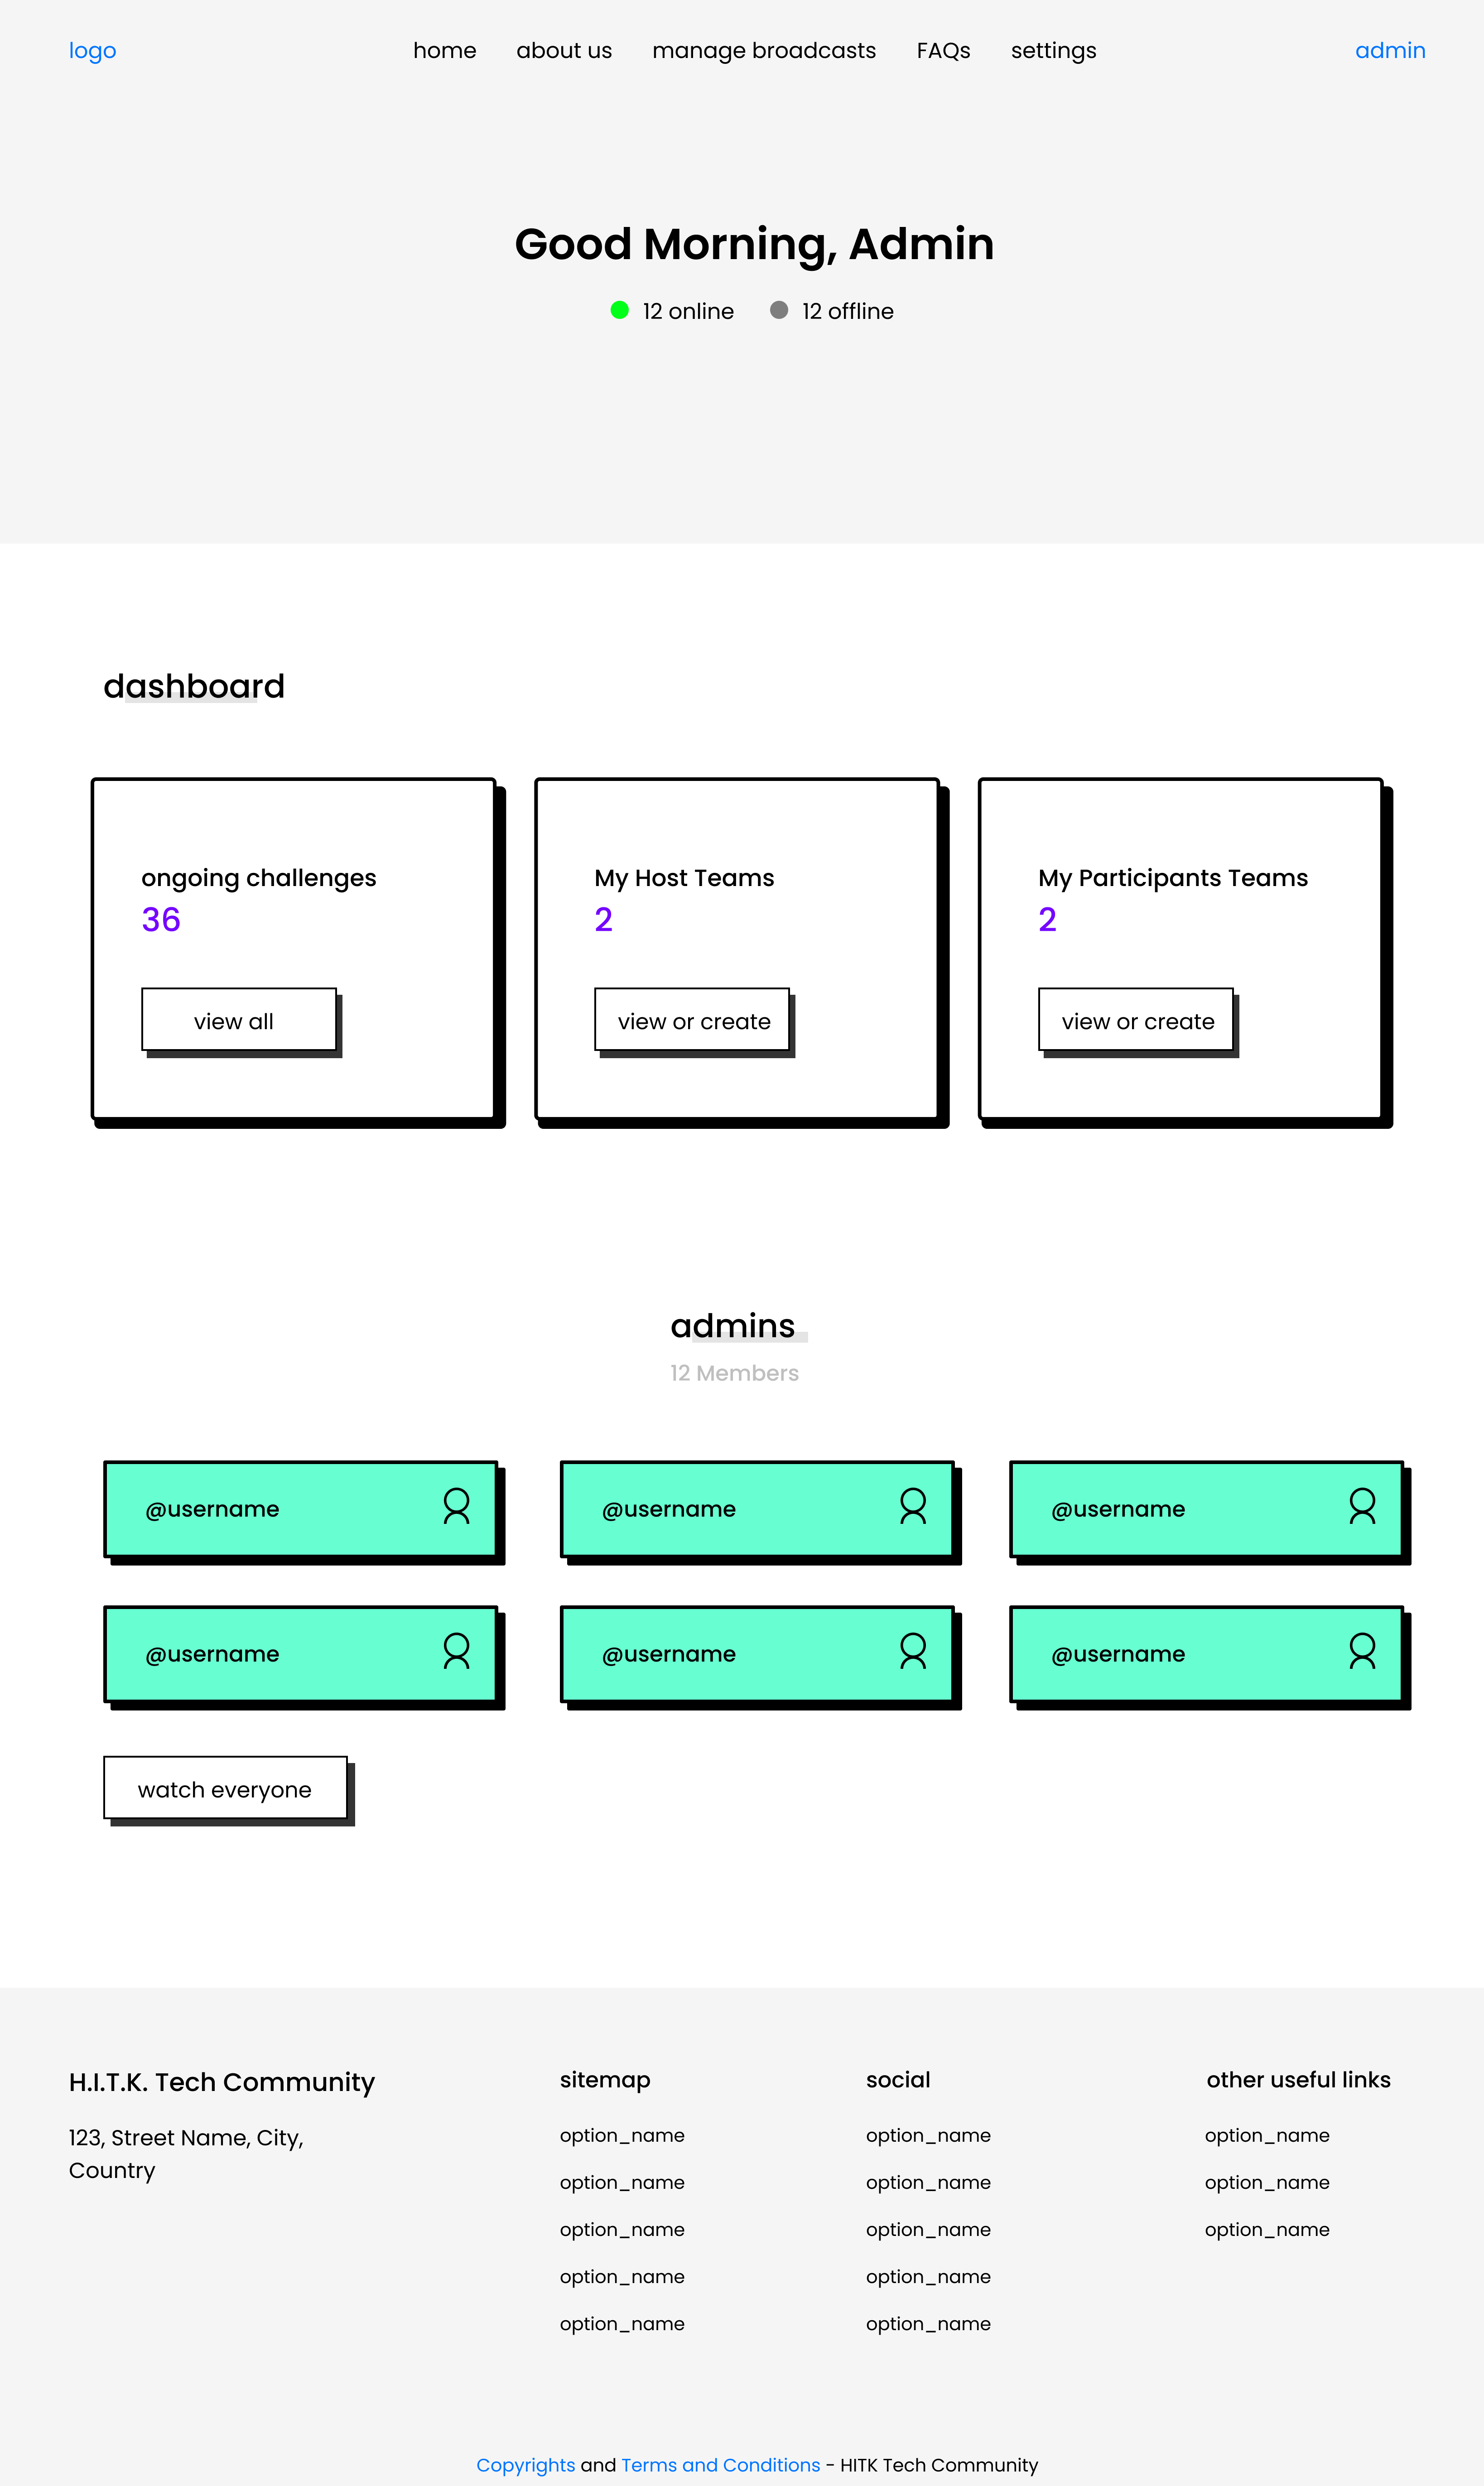 logo
home
about us
manage broadcasts
FAQs
settings
admin
Good Morning, Admin
12 online
12 offline
dashboard
ongoing challenges
36
view all
My Host Teams
2
view or create
My Participants Teams
2
view or create
admins
12 Members
@username
@username
@username
@username
@username
@username
watch everyone
H.I.T.K. Tech Community
123, Street Name, City,
Country
sitemap
option_name
option_name
option_name
option_name
option_name
social
option_name
option_name
option_name
option_name
option_name
other useful links
option_name
option_name
option_name
Copyrights and Terms and Conditions - HITK Tech Community